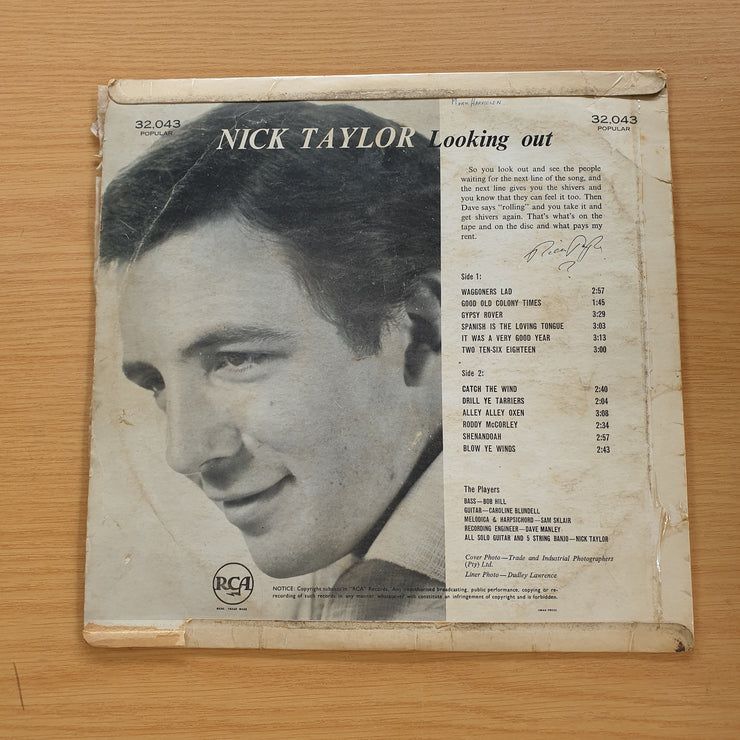 Mark Harrison
32,043
POPULAR
NICK TAYLOR Looking out
32,043
POPULAR
So you look out and see the people
waiting for the next line of the song, and
the next line gives you the shivers and
you know that they can feel it too. Then
Dave says "rolling" and you take it and
get shivers again. That's what's on the
tape and on the disc and what pays my
rent.
Side 1:
WAGGONERS LAD 2:57
GOOD OLD COLONY TIMES 1:45
GYPSY ROVER 3:29
SPANISH IS THE LOVING TONGUE 3:03
IT WAS A VERY GOOD YEAR 3:13
TWO TEN-SIX EIGHTEEN 3:00
Side 2:
CATCH THE WIND 2:40
DRILL YE TARRIERS 2:04
ALLEY ALLEY OXEN 3:08
RODDY McCORLEY 2:34
SHENANDOAH 2:57
BLOW YE WINDS 2:43
The Players
BASS—BOB HILL
GUITAR—CAROLINE BLUNDELL
MELODICA & HARPSICHORD—SAM SKLAIR
RECORDING ENGINEER—DAVE MANLEY
ALL SOLO GUITAR AND 5 STRING BANJO—NICK TAYLOR
Cover Photo—Trade and Industrial Photographers
(Pty) Ltd.
Liner Photo—Dudley Lawrence
RCA
NOTICE: Copyright subsists in "RCA" Records. Any unauthorised broadcasting, public performance, copying or re-
recording of such records in any manner whatsoever will constitute an infringement of copyright and is forbidden.